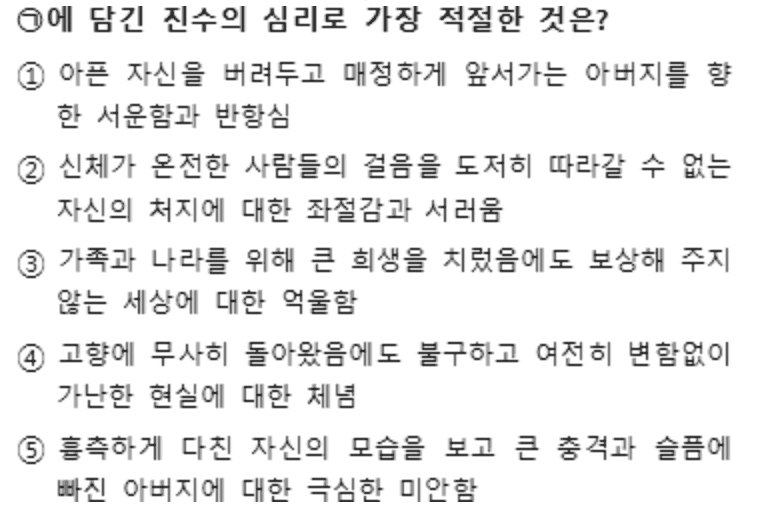 ㉠에 담긴 진수의 심리로 가장 적절한 것은?
① 아픈 자신을 버려두고 매정하게 앞서가는 아버지를 향
한 서운함과 반항심
② 신체가 온전한 사람들의 걸음을 도저히 따라갈 수 없는
자신의 처지에 대한 좌절감과 서러움
③ 가족과 나라를 위해 큰 희생을 치렀음에도 보상해 주지
않는 세상에 대한 억울함
④ 고향에 무사히 돌아왔음에도 불구하고 여전히 변함없이
가난한 현실에 대한 체념
⑤ 흉측하게 다친 자신의 모습을 보고 큰 충격과 슬픔에
빠진 아버지에 대한 극심한 미안함